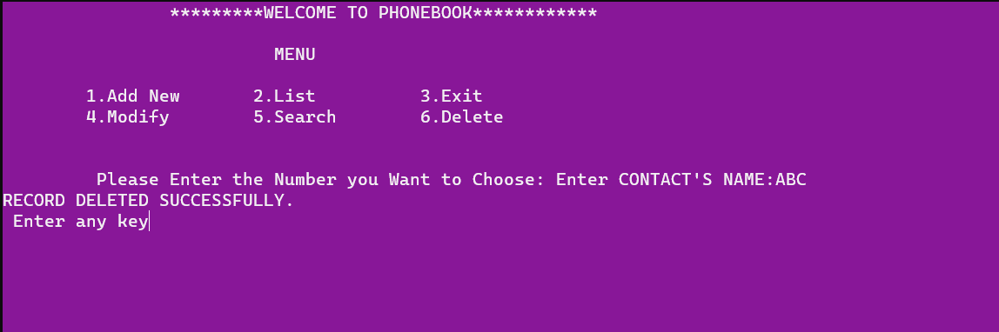 *********WELCOME TO PHONEBOOK************
MENU
1.Add New 2.List 3.Exit
4.Modify 5.Search 6.Delete
Please Enter the Number you Want to Choose: Enter CONTACT'S NAME:ABC
RECORD DELETED SUCCESSFULLY.
Enter any key